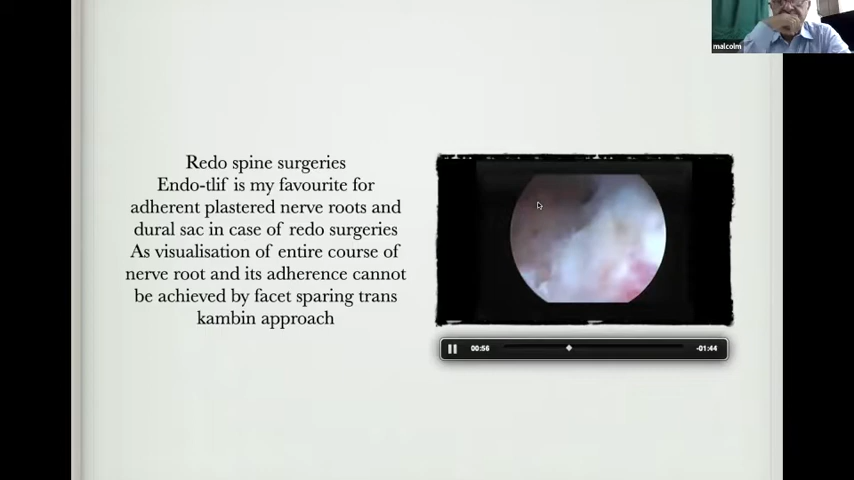 malcolm
Redo spine surgeries
Endo-tlif is my favourite for
adherent plastered nerve roots and
dural sac in case of redo surgeries
As visualisation of entire course of
nerve root and its adherence cannot
be achieved by facet sparing trans
kambin approach
00:56
-01:44